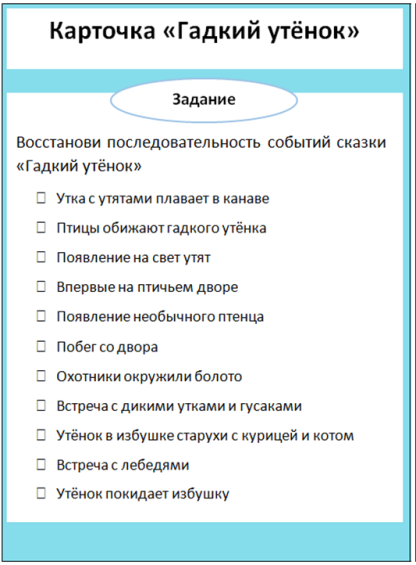 Карточка «Гадкий утёнок»
Задание
Восстанови последовательность событий сказки
«Гадкий утёнок»
Утка с утятами плавает в канаве
Птицы обижают гадкого утёнка
Появление на свет утят
Впервые на птичьем дворе
Появление необычного птенца
Побег со двора
Охотники окружили болото
Встреча с дикими утками и гусаками
Утёнок в избушке старухи с курицей и котом
Встреча с лебедями
Утёнок покидает избушку